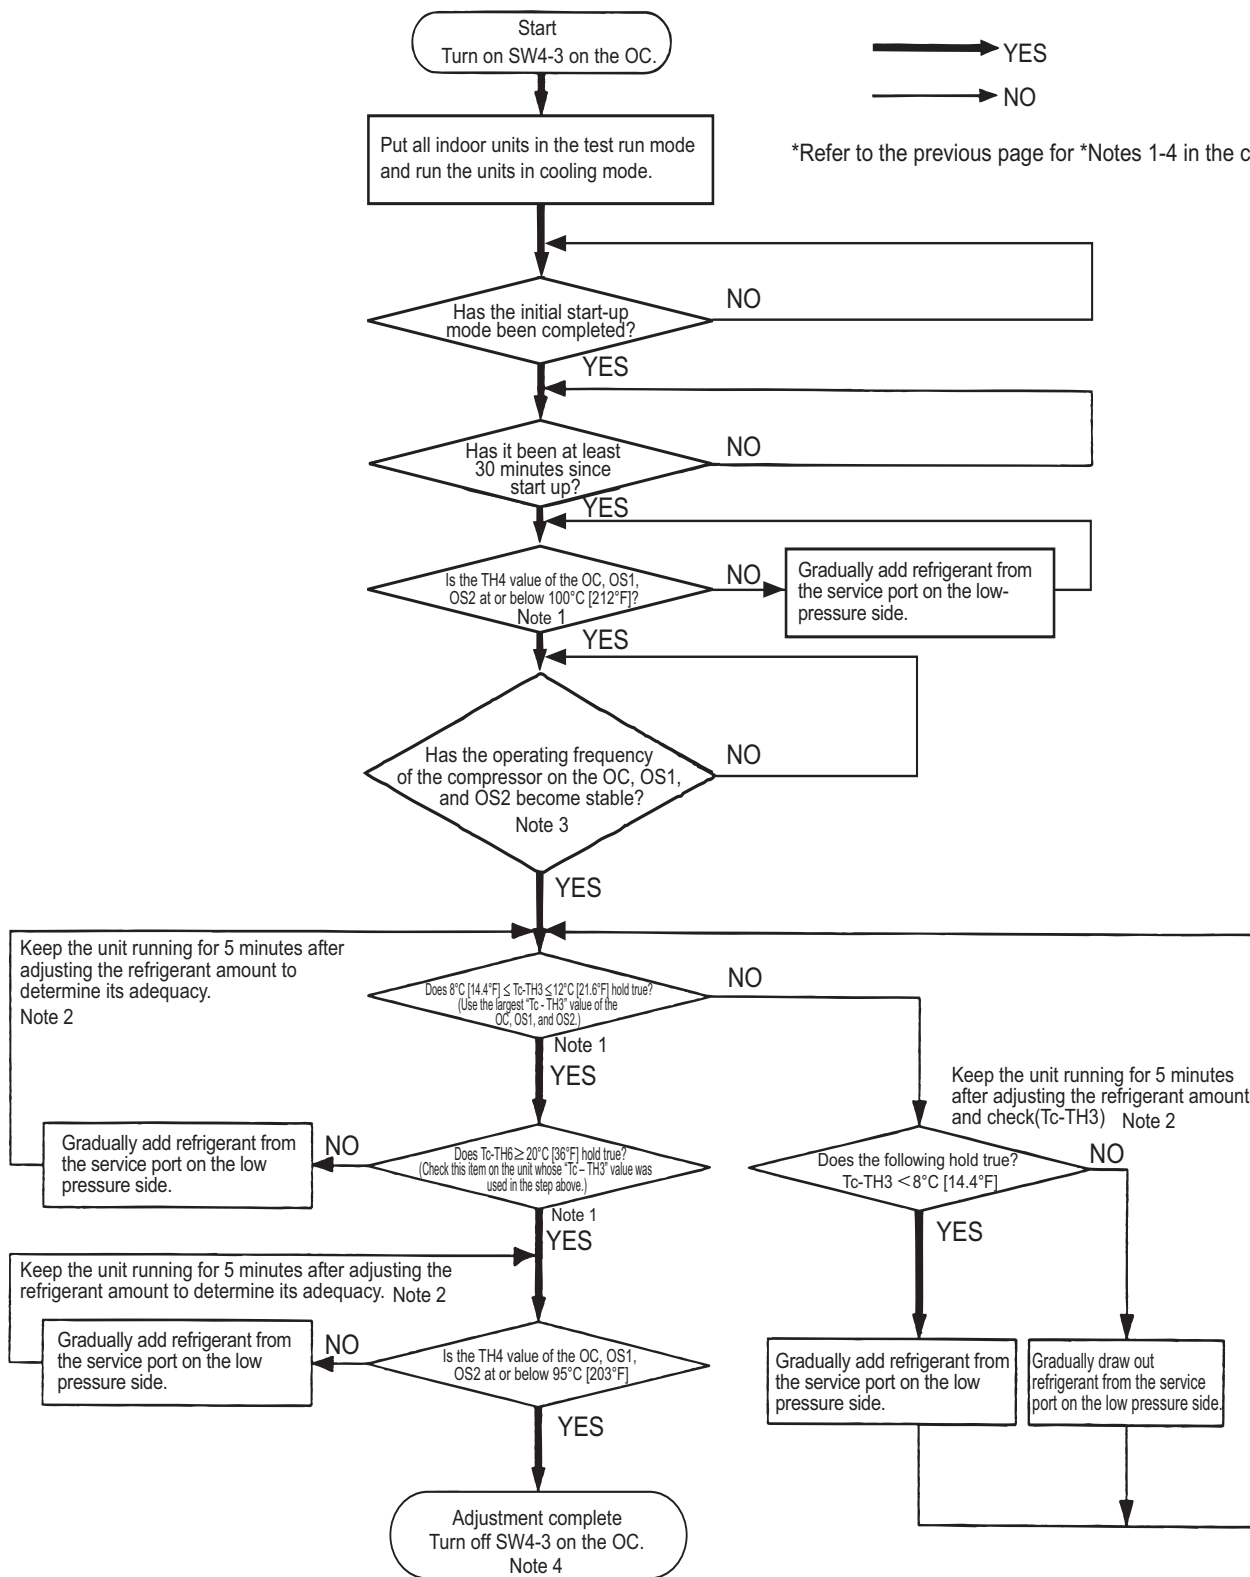 Start
Turn on SW4-3 on the OC.
YES
NO
Put all indoor units in the test run mode
and run the units in cooling mode.
*Refer to the previous page for *Notes 1-4 in the c
Has the initial start-up
mode been completed?
NO
YES
Has it been at least
30 minutes since
start up?
NO
YES
Is the TH4 value of the OC, OS1,
OS2 at or below 100°C [212°F]?
Note 1
NO
Gradually add refrigerant from
the service port on the low-
pressure side.
YES
Has the operating frequency
of the compressor on the OC, OS1,
and OS2 become stable?
Note 3
NO
YES
Keep the unit running for 5 minutes after
adjusting the refrigerant amount to
determine its adequacy.
Note 2
Does 8°C [14.4°F] ≦ Tc-TH3 ≦12°C [21.6°F] hold true?
(Use the largest “Tc - TH3” value of the
OC, OS1, and OS2.)
Note 1
NO
YES
Keep the unit running for 5 minutes
after adjusting the refrigerant amount
and check(Tc-TH3) Note 2
Gradually add refrigerant from
the service port on the low
pressure side.
NO
Does Tc-TH6≧20°C [36°F] hold true?
(Check this item on the unit whose “Tc – TH3” value was
used in the step above.)
Note 1
YES
Does the following hold true?
Tc-TH3 <8°C [14.4°F]
NO
YES
Keep the unit running for 5 minutes after adjusting the
refrigerant amount to determine its adequacy. Note 2
Gradually add refrigerant from
the service port on the low
pressure side.
NO
Is the TH4 value of the OC, OS1,
OS2 at or below 95°C [203°F]
YES
Gradually add refrigerant from
the service port on the low
pressure side.
Gradually draw out
refrigerant from the service
port on the low pressure side.
Adjustment complete
Turn off SW4-3 on the OC.
Note 4